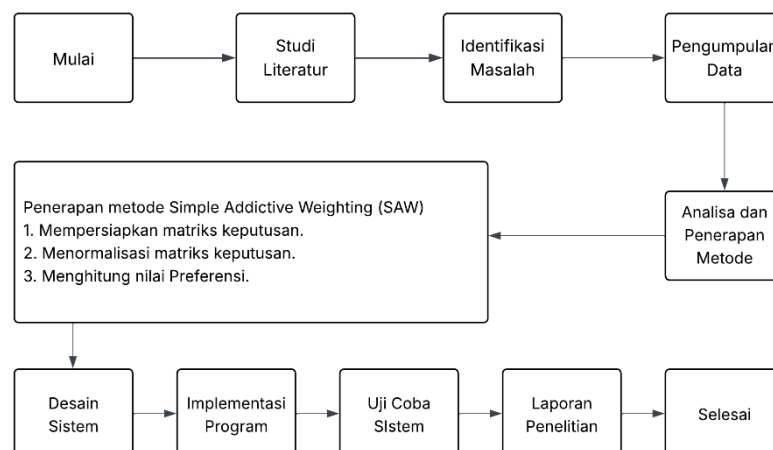 Mulai
Studi
Literatur
Identifikasi
Masalah
Pengumpulan
Data
Analisa dan
Penerapan
Metode
Penerapan metode Simple Addictive Weighting (SAW)
1. Mempersiapkan matriks keputusan.
2. Menormalisasi matriks keputusan.
3. Menghitung nilai Preferensi.
Desain
Sistem
Implementasi
Program
Uji Coba
SIstem
Laporan
Penelitian
Selesai